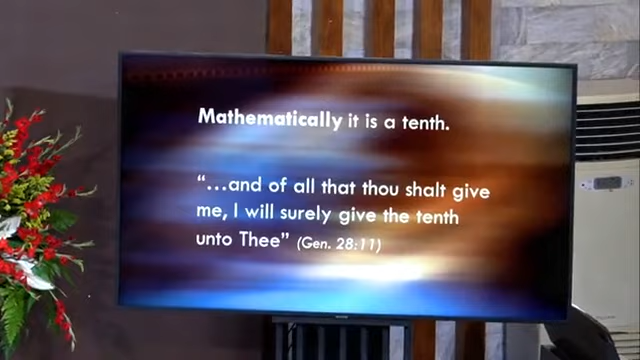 Mathematically it is a tenth.
“...and of all that thou shalt give
me, I will surely give the tenth
unto Thee” (Gen. 28:11)